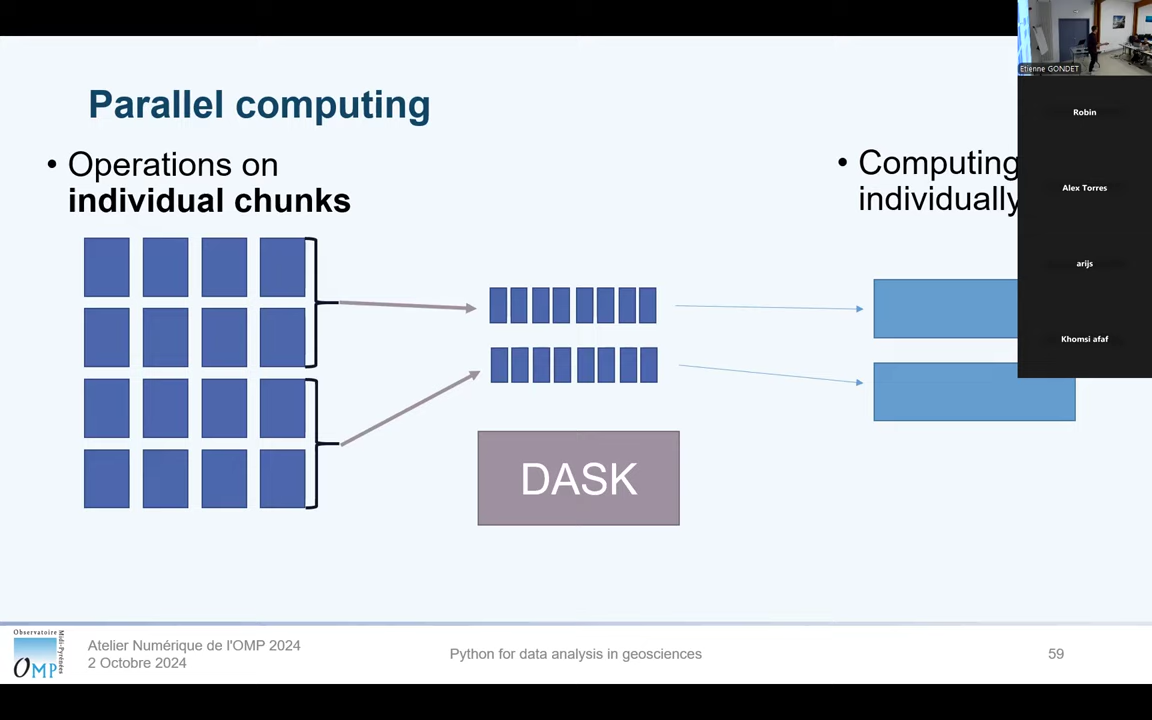 Etienne GONDET
Robin
Alex Torres
arijs
Khomsi afaf
Parallel computing
• Operations on
individual chunks
• Computing
individually
DASK
Observatoire
Midi-Pyrénées
OMP
Atelier Numérique de l'OMP 2024
2 Octobre 2024
Python for data analysis in geosciences
59